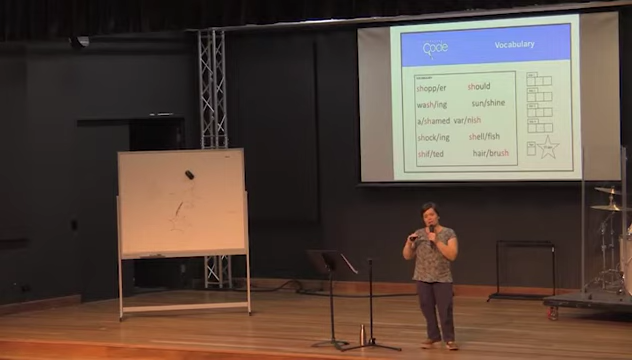 Qode
Vocabulary
shopp/er should
wash/ing sun/shine
a/shamed var/nish
shock/ing shell/fish
shif/ted hair/brush